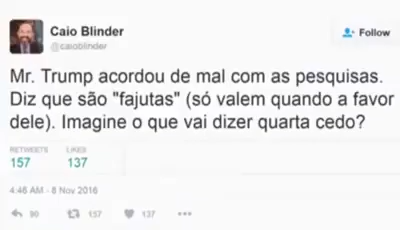 Caio Blinder
@caioblinder
Follow
Mr. Trump acordou de mal com as pesquisas.
Diz que são "fajutas" (só valem quando a favor
dele). Imagine o que vai dizer quarta cedo?
RETWEETS LIKES
157 137
4:46 AM - 8 Nov 2016
90 157 137